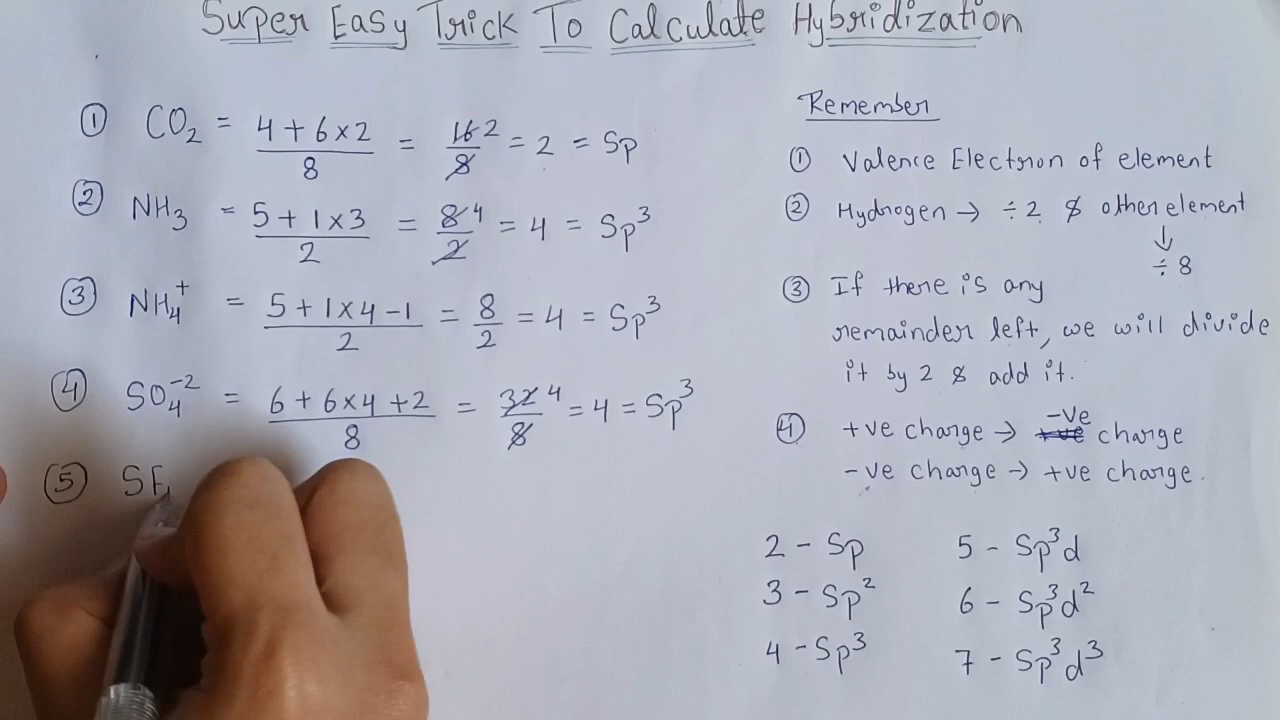 Super Easy Trick To Calculate Hybridization
① CO₂ = 4+6×2/8 = 16/8 2 = 2 = Sp
② NH₃ = 5+1×3/2 = 8/2 4 = 4 = Sp³
③ NH₄⁺ = 5+1×4-1/2 = 8/2 = 4 = Sp³
④ SO₄⁻² = 6+6×4+2/8 = 32/8 4 = 4 = Sp³
⑤ SF
Remember
① Valence Electron of element
② Hydrogen → ÷2 & other element
↓
÷8
③ If there is any
remainder left, we will divide
it by 2 & add it.
④ +ve charge → -ve charge
-ve charge → +ve charge.
2 - Sp
3 - Sp²
4 - Sp³
5 - Sp³d
6 - Sp³d²
7 - Sp³d³